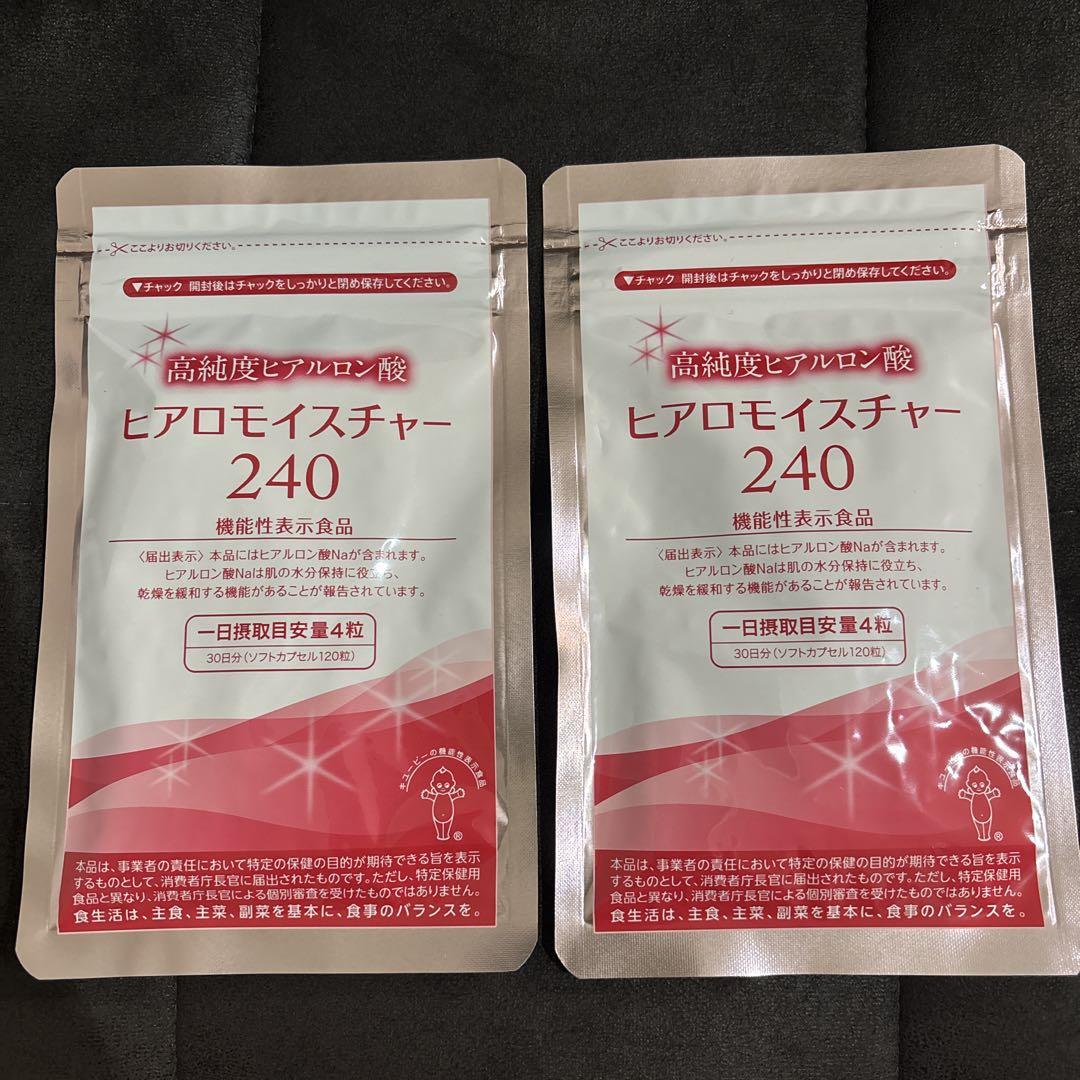 ここよりお切りください。
▼チャック 開封後はチャックをしっかりと閉め保存してください。
高純度ヒアルロン酸
ヒアロモイスチャー
240
機能性表示食品
〈届出表示〉本品にはヒアルロン酸Naが含まれます。
ヒアルロン酸Naは肌の水分保持に役立ち、
乾燥を緩和する機能があることが報告されています。
一日摂取目安量4粒
30日分(ソフトカプセル120粒)
キユーピーの機能性表示食品
®
本品は、事業者の責任において特定の保健の目的が期待できる旨を表示
するものとして、消費者庁長官に届出されたものです。ただし、特定保健用
食品と異なり、消費者庁長官による個別審査を受けたものではありません。
食生活は、主食、主菜、副菜を基本に、食事のバランスを。
ここよりお切りください。
▼チャック 開封後はチャックをしっかりと閉め保存してください。
高純度ヒアルロン酸
ヒアロモイスチャー
240
機能性表示食品
〈届出表示〉本品にはヒアルロン酸Naが含まれます。
ヒアルロン酸Naは肌の水分保持に役立ち、
乾燥を緩和する機能があることが報告されています。
一日摂取目安量4粒
30日分(ソフトカプセル120粒)
キユーピーの機能性表示食品
®
本品は、事業者の責任において特定の保健の目的が期待できる旨を表示
するものとして、消費者庁長官に届出されたものです。ただし、特定保健用
食品と異なり、消費者庁長官による個別審査を受けたものではありません。
食生活は、主食、主菜、副菜を基本に、食事のバランスを。